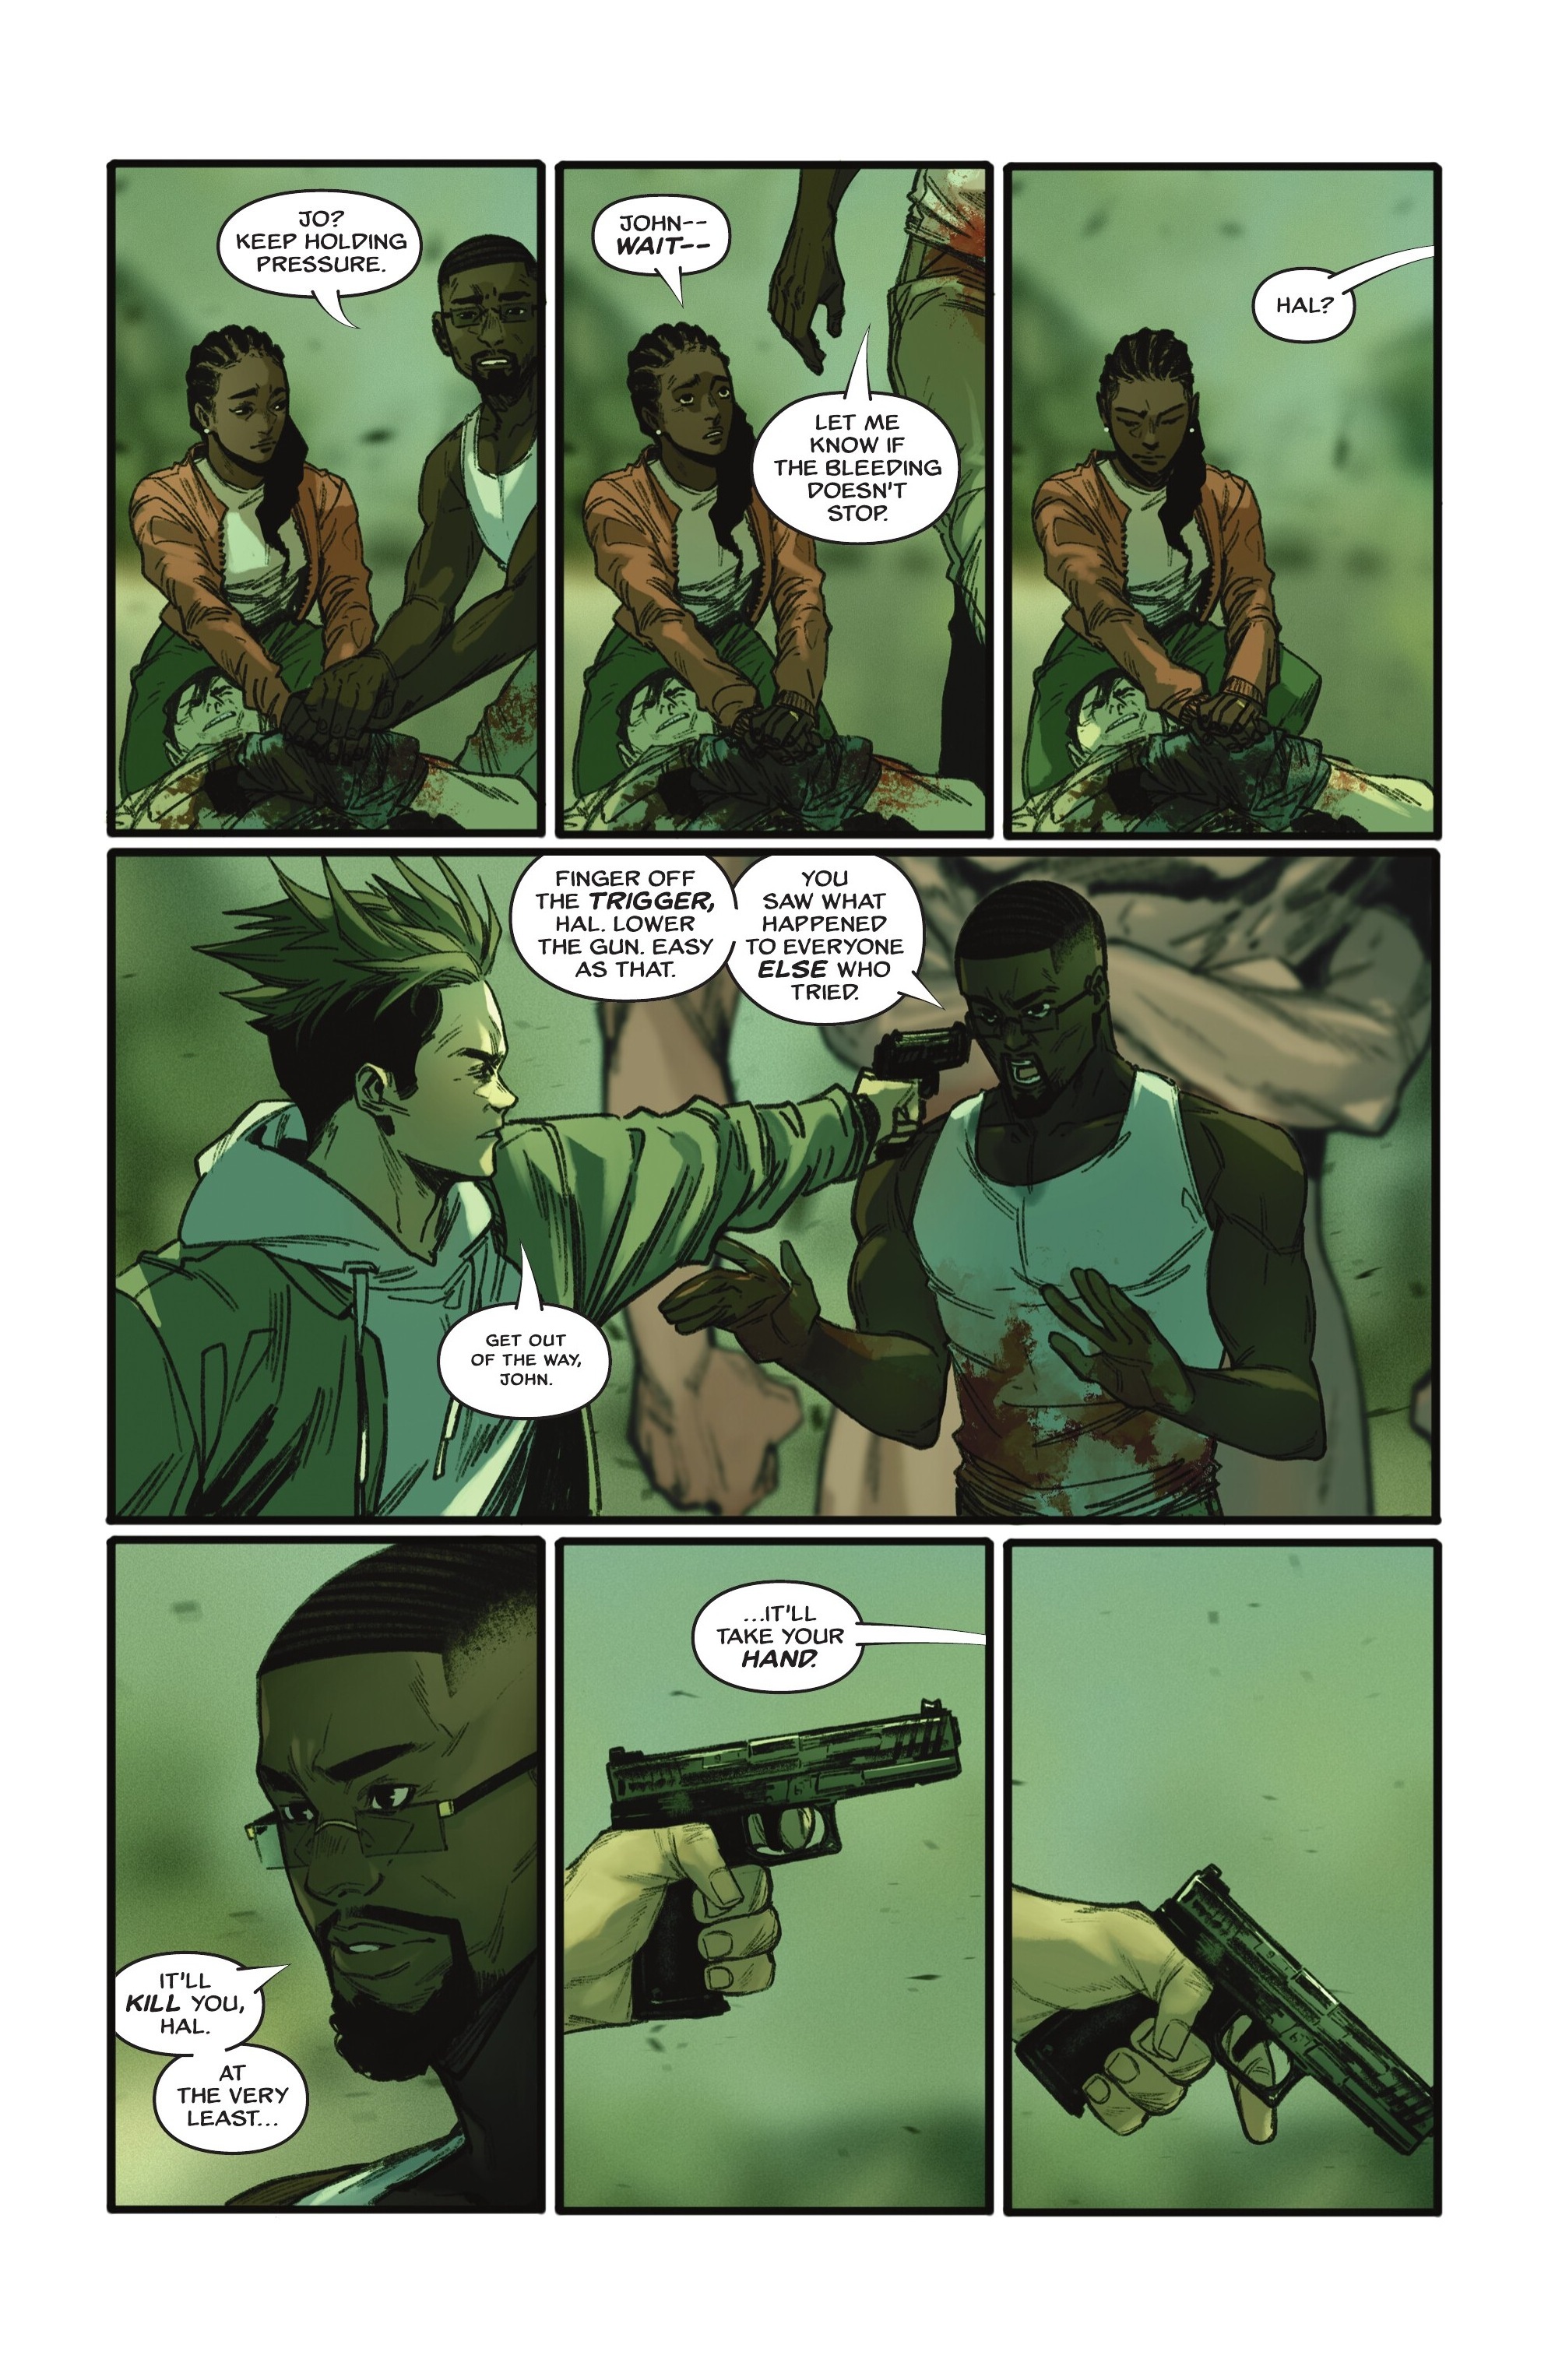 JO?
KEEP HOLDING
PRESSURE.
JOHN--
WAIT--
LET ME
KNOW IF
THE BLEEDING
DOESN'T
STOP.
HAL?
FINGER OFF
THE TRIGGER,
HAL. LOWER
THE GUN. EASY
AS THAT.
YOU
SAW WHAT
HAPPENED
TO EVERYONE
ELSE WHO
TRIED.
GET OUT
OF THE WAY,
JOHN.
IT'LL
KILL YOU,
HAL.
AT
THE VERY
LEAST...
...IT'LL
TAKE YOUR
HAND.